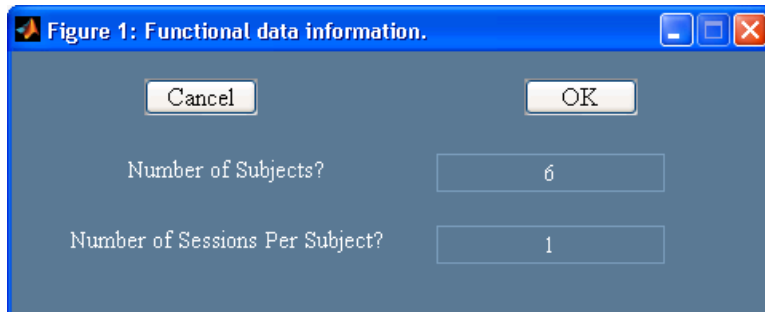 Figure 1: Functional data information.
Cancel OK
Number of Subjects? 6
Number of Sessions Per Subject? 1